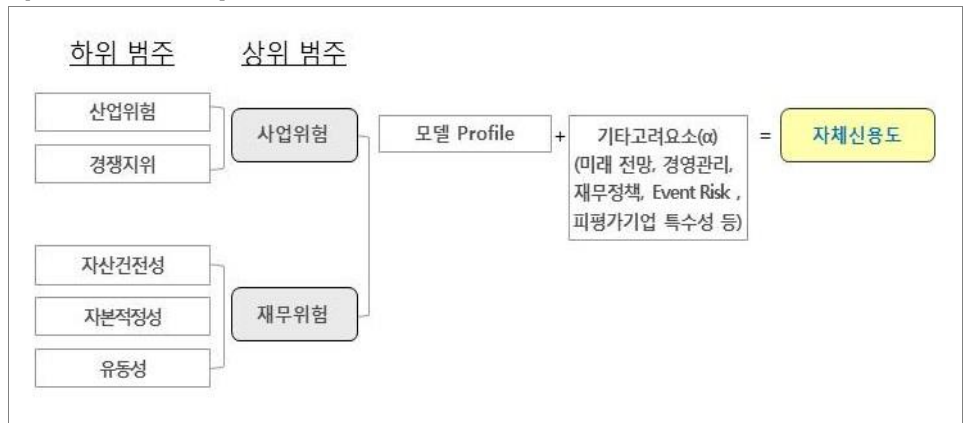 하위 범주
상위 범주
산업위험
경쟁지위
사업위험
모델 Profile
+
기타고려요소(α)
(미래 전망, 경영관리,
재무정책, Event Risk ,
피평가기업 특수성 등)
=
자체신용도
자산건전성
자본적정성
유동성
재무위험